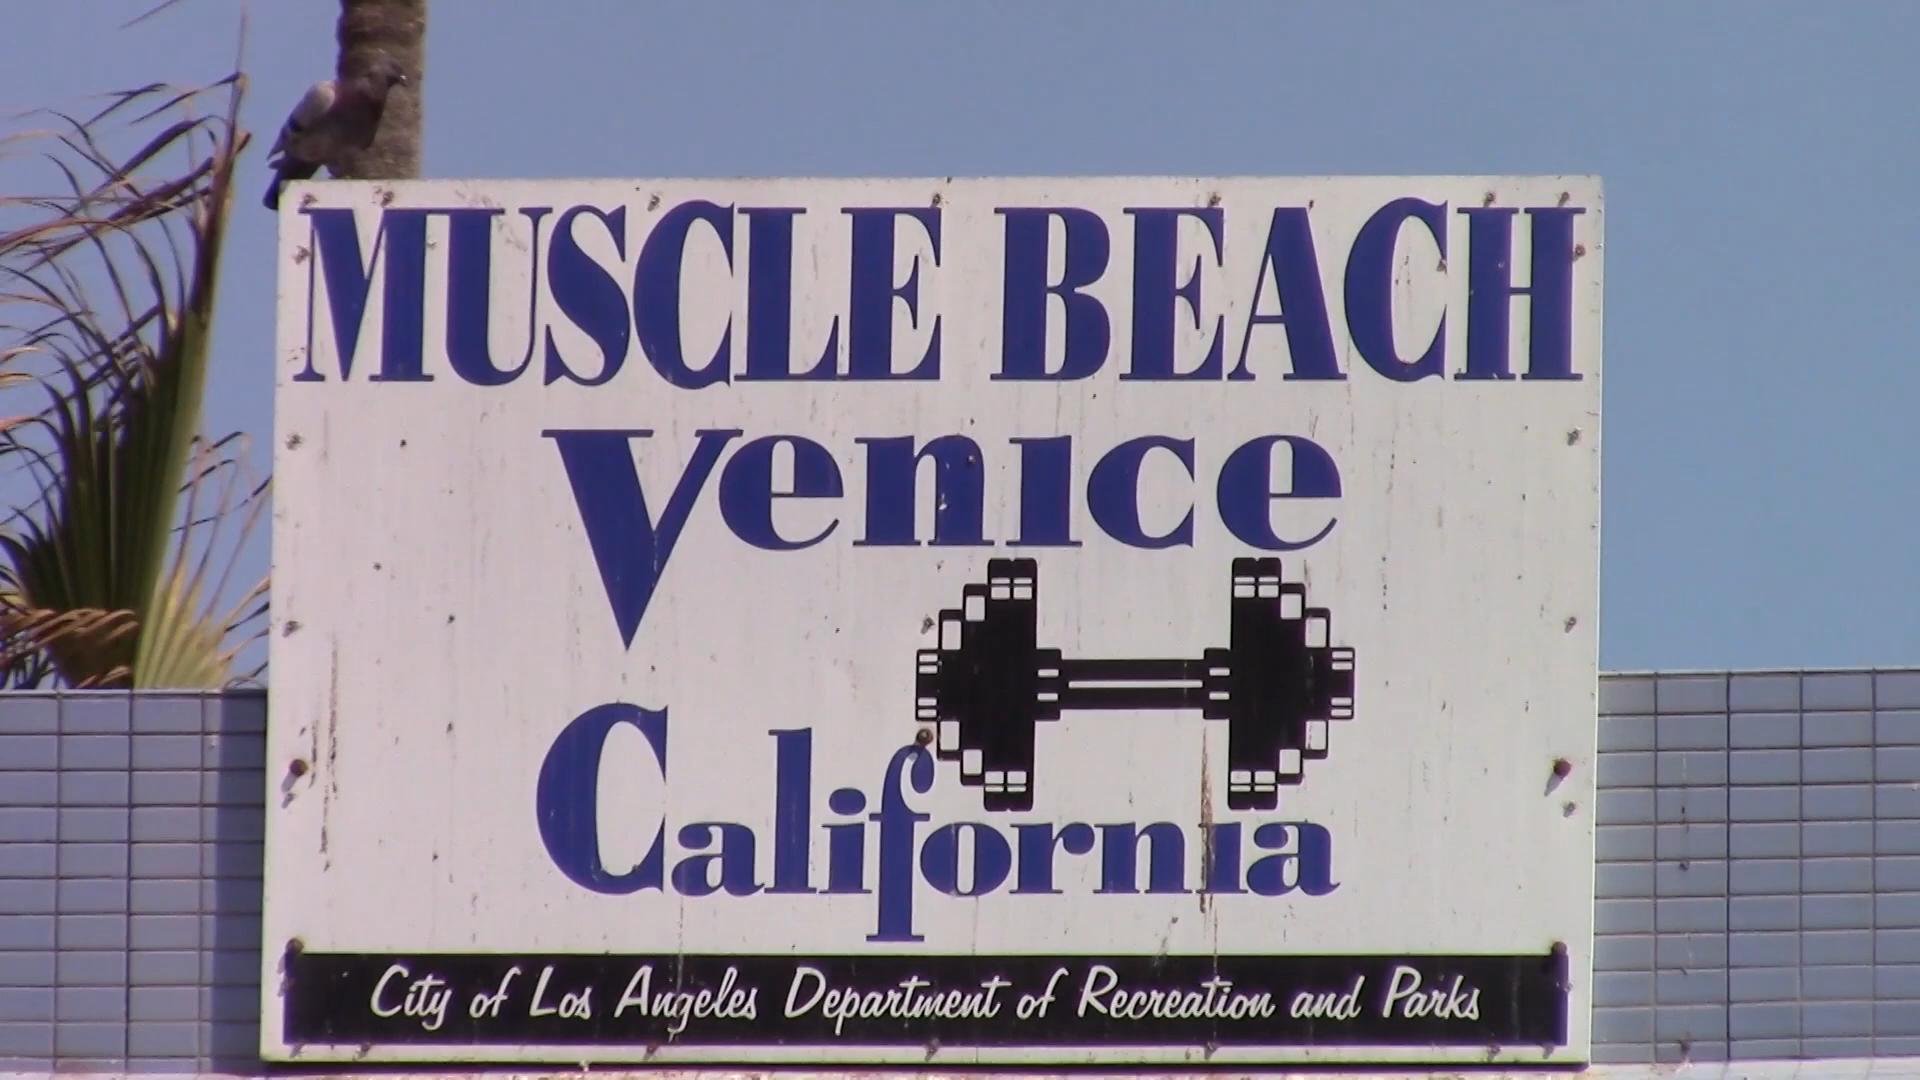 MUSCLE BEACH
Venice
California
City of Los Angeles Department of Recreation and Parks